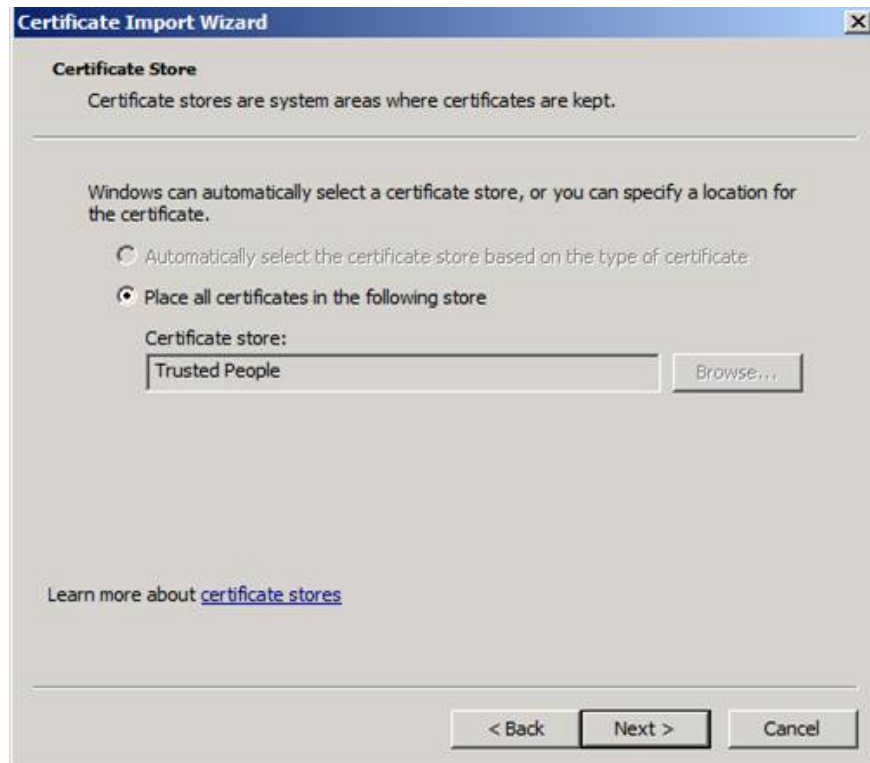 Certificate Import Wizard
Certificate Store
Certificate stores are system areas where certificates are kept.
Windows can automatically select a certificate store, or you can specify a location for
the certificate.
Automatically select the certificate store based on the type of certificate
Place all certificates in the following store
Certificate store:
Trusted People
Browse...
Learn more about certificate stores
< Back
Next >
Cancel